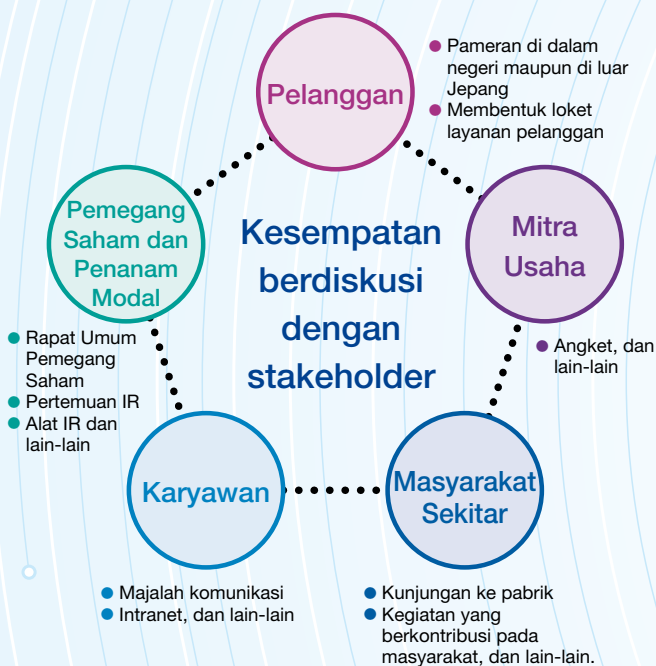 Pelanggan
● Pameran di dalam
negeri maupun di luar
Jepang
● Membentuk loket
layanan pelanggan
Pemegang
Saham dan
Penanam
Modal
Kesempatan
berdiskusi
dengan
stakeholder
Mitra
Usaha
● Rapat Umum
Pemegang
Saham
● Pertemuan IR
● Alat IR dan
lain-lain
● Angket, dan
lain-lain
Karyawan
Masyarakat
Sekitar
● Majalah komunikasi
● Intranet, dan lain-lain
● Kunjungan ke pabrik
● Kegiatan yang
berkontribusi pada
masyarakat, dan lain-lain.